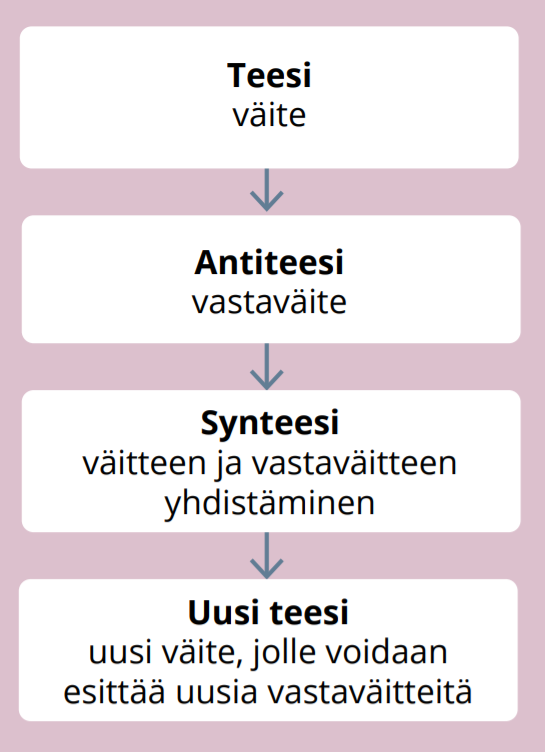 Teesi
väite
Antiteesi
vastaväite
Synteesi
väitteen ja vastaväitteen
yhdistäminen
Uusi teesi
uusi väite, jolle voidaan
esittää uusia vastaväitteitä